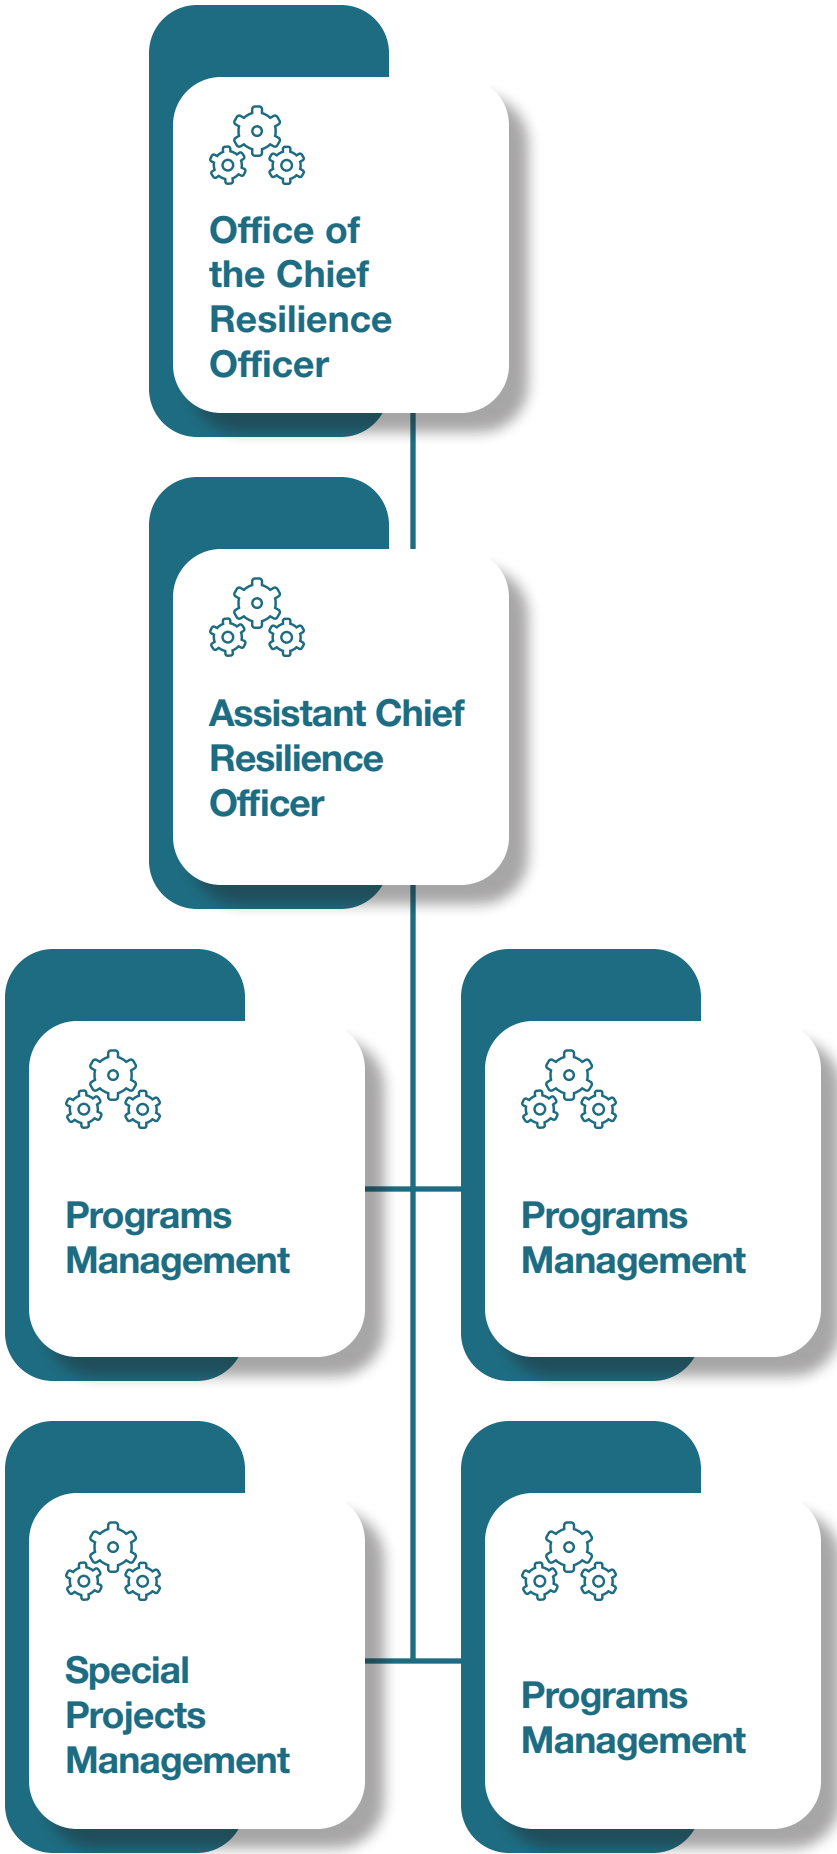 Office of
the Chief
Resilience
Officer
Assistant Chief
Resilience
Officer
Programs
Management
Programs
Management
Special
Projects
Management
Programs
Management